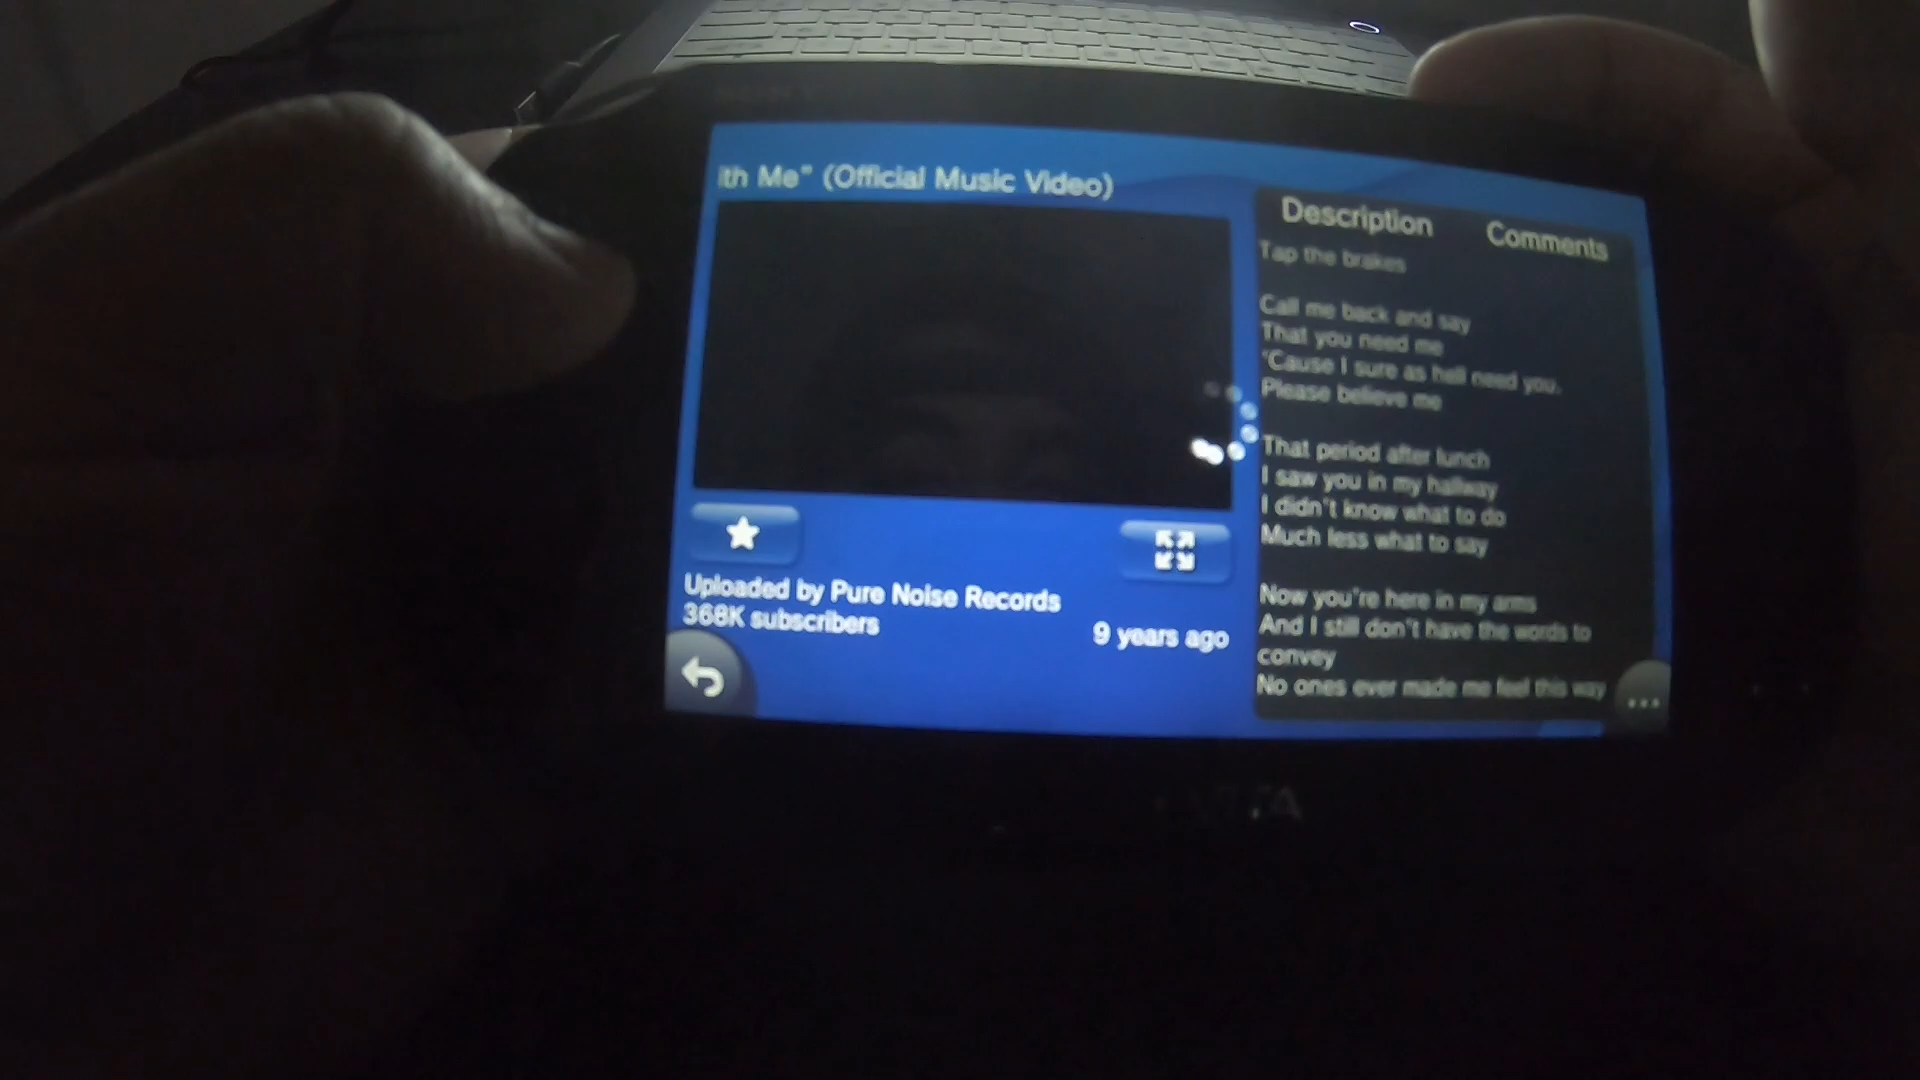 ith Me" (Official Music Video)
Description
Comments
Tap the brakes
Call me back and say
That you need me
'Cause I sure as hell need you.
Please believe me
That period after lunch
I saw you in my hallway
I didn't know what to do
Much less what to say
Now you're here in my arms
And I still don't have the words to
convey
No ones ever made me feel this way
Uploaded by Pure Noise Records
368K subscribers
9 years ago